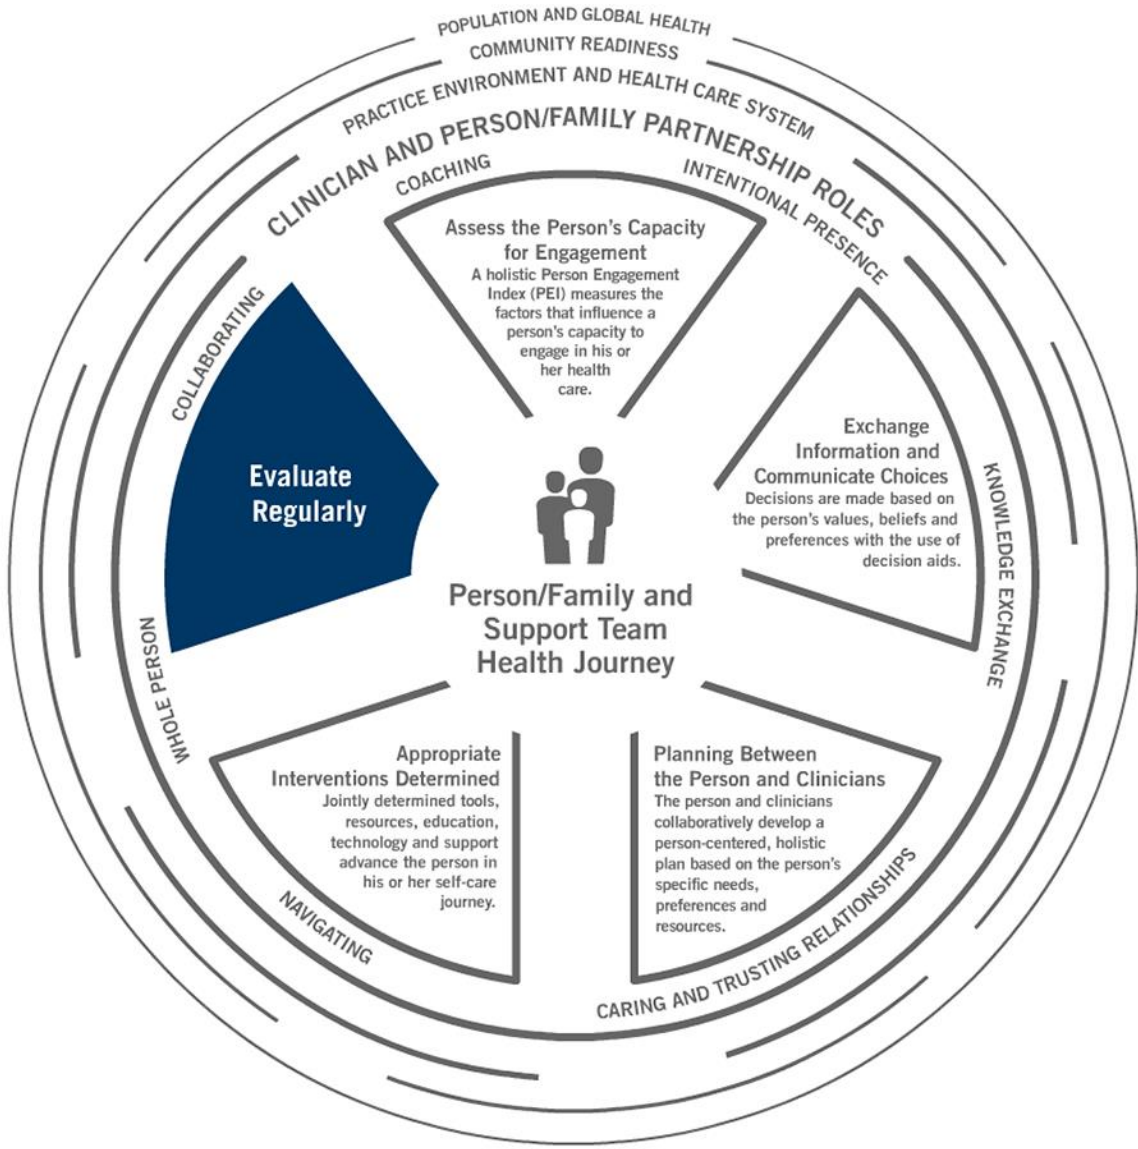 POPULATION AND GLOBAL HEALTH
COMMUNITY READINESS
PRACTICE ENVIRONMENT AND HEALTH CARE SYSTEM
CLINICIAN AND PERSON/FAMILY PARTNERSHIP ROLES
COACHING
INTENTIONAL PRESENCE
Assess the Person's Capacity
for Engagement
A holistic Person Engagement
Index (PEI) measures the
factors that influence a
person's capacity to
engage in his or
her health
care.
COLLABORATING
Evaluate
Regularly
Exchange
Information and
Communicate Choices
Decisions are made based on
the person's values, beliefs and
preferences with the use of
decision aids.
KNOWLEDGE EXCHANGE
Person/Family and
Support Team
Health Journey
WHOLE PERSON
Appropriate
Interventions Determined
Jointly determined tools,
resources, education,
technology and support
advance the person in
his or her self-care
journey.
Planning Between
the Person and Clinicians
The person and clinicians
collaboratively develop a
person-centered, holistic
plan based on the person's
specific needs,
preferences and
resources.
NAVIGATING
CARING AND TRUSTING RELATIONSHIPS